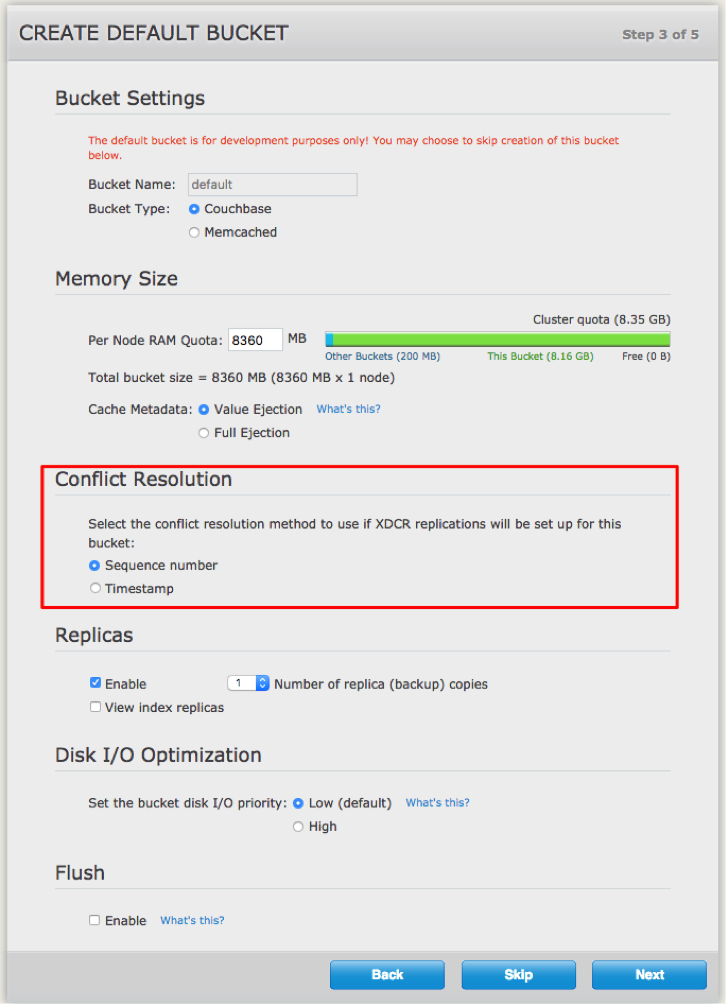 CREATE DEFAULT BUCKET
Step 3 of 5
Bucket Settings
The default bucket is for development purposes only! You may choose to skip creation of this bucket
below.
Bucket Name: default
Bucket Type: Couchbase
Memcached
Memory Size
Cluster quota (8.35 GB)
Per Node RAM Quota: 8360 MB
Other Buckets (200 MB) This Bucket (8.16 GB) Free (0 B)
Total bucket size = 8360 MB (8360 MB x 1 node)
Cache Metadata: Value Ejection What's this?
Full Ejection
Conflict Resolution
Select the conflict resolution method to use if XDCR replications will be set up for this
bucket:
Sequence number
Timestamp
Replicas
Enable 1 Number of replica (backup) copies
View index replicas
Disk I/O Optimization
Set the bucket disk I/O priority: Low (default) What's this?
High
Flush
Enable What's this?
Back Skip Next